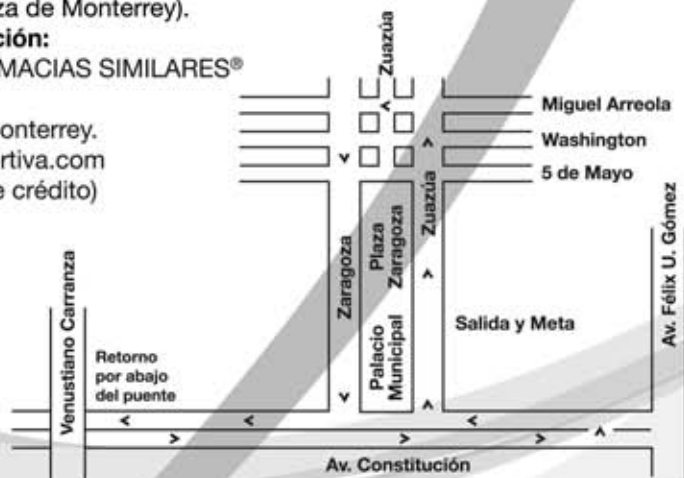 za de Monterrey).
ción:
MACIAS SIMILARES®
onterrey.
rtiva.com
e crédito)
Zuazúa
Miguel Arreola
Washington
5 de Mayo
Zaragoza
Plaza
Zaragoza
Zuazúa
Palacio
Municipal
Salida y Meta
Av. Félix U. Gómez
Venustiano Carranza
Retorno
por abajo
del puente
Av. Constitución